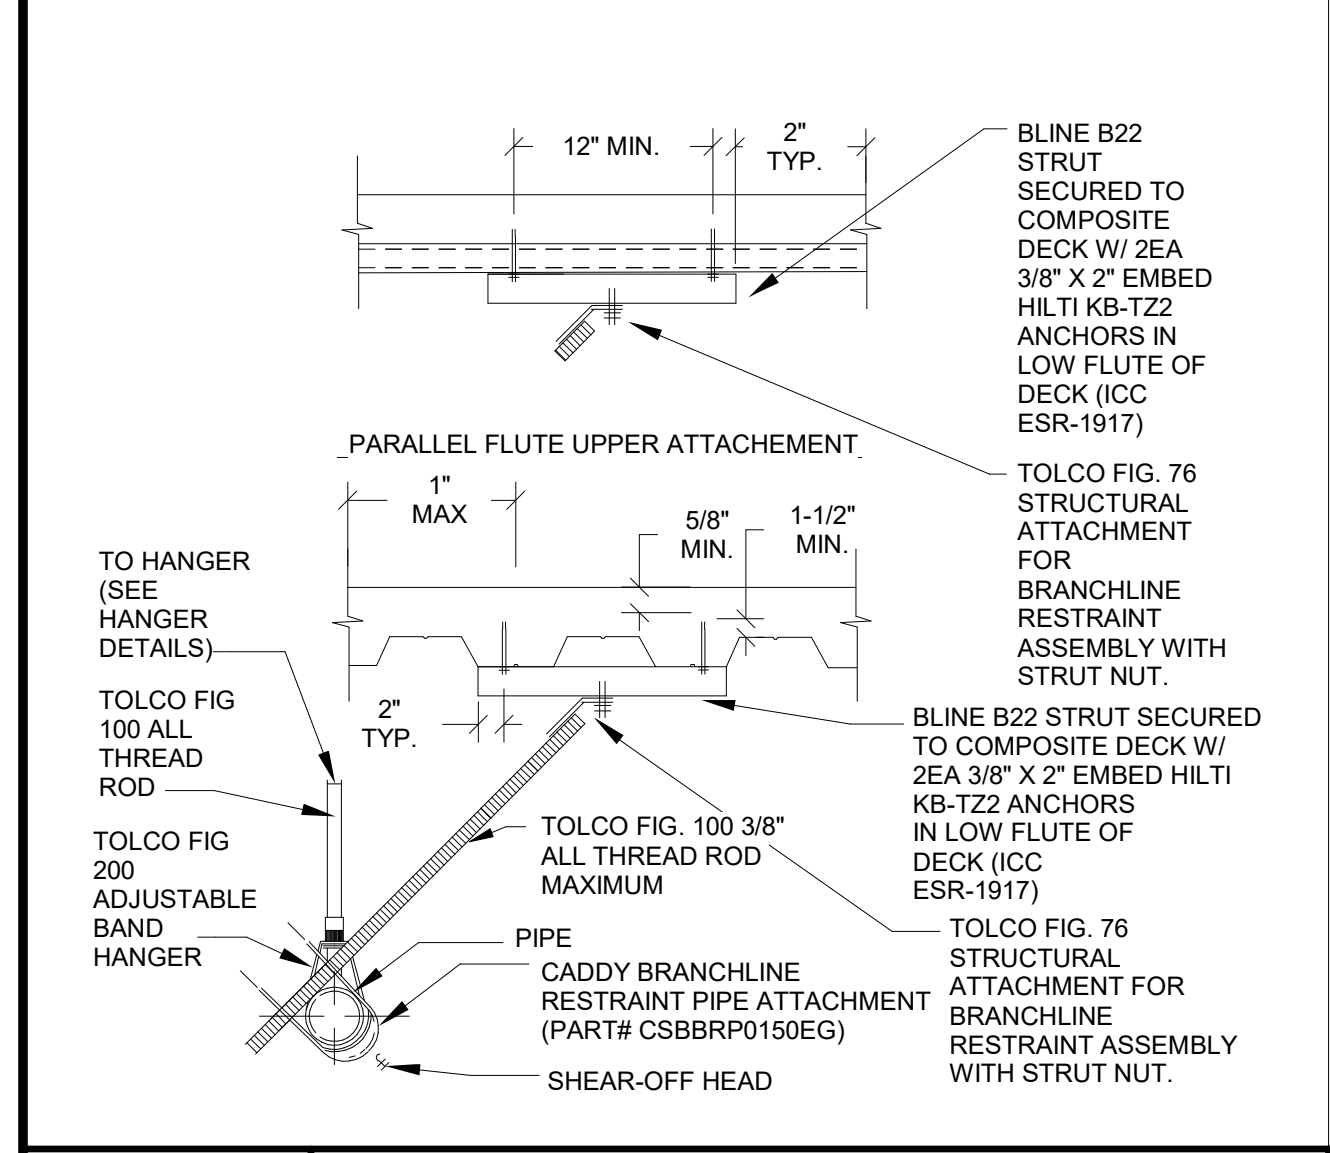 12" MIN.
2"
TYP.
BLINE B22
STRUT
SECURED TO
COMPOSITE
DECK W/ 2EA
3/8" X 2" EMBED
HILTI KB-TZ2
ANCHORS IN
LOW FLUTE OF
DECK (ICC
ESR-1917)
PARALLEL FLUTE UPPER ATTACHEMENT
TOLCO FIG. 76
STRUCTURAL
ATTACHMENT
FOR
BRANCHLINE
RESTRAINT
ASSEMBLY WITH
STRUT NUT.
1"
MAX
5/8"
MIN.
1-1/2"
MIN.
TO HANGER
(SEE
HANGER
DETAILS)
TOLCO FIG
100 ALL
THREAD
ROD
2"
TYP.
BLINE B22 STRUT SECURED
TO COMPOSITE DECK W/
2EA 3/8" X 2" EMBED HILTI
KB-TZ2 ANCHORS
IN LOW FLUTE OF
DECK (ICC
ESR-1917)
TOLCO FIG
200
ADJUSTABLE
BAND
HANGER
TOLCO FIG. 100 3/8"
ALL THREAD ROD
MAXIMUM
PIPE
CADDY BRANCHLINE
RESTRAINT PIPE ATTACHMENT
(PART# CSBBRP0150EG)
SHEAR-OFF HEAD
TOLCO FIG. 76
STRUCTURAL
ATTACHMENT FOR
BRANCHLINE
RESTRAINT ASSEMBLY
WITH STRUT NUT.